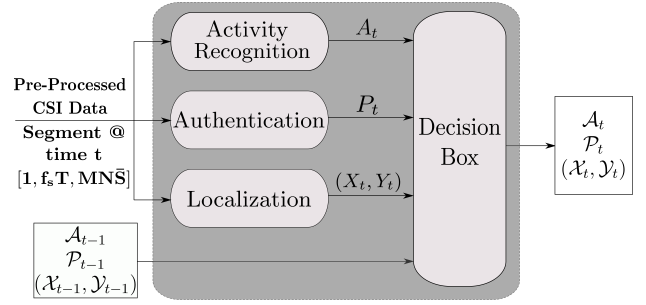 Activity
Recognition
A_t
Pre-Processed
CSI Data
Segment @
time t
[1, f_sT, MNS̄]
Authentication
P_t
Decision
Box
Localization
(X_t, Y_t)
𝒜_t
𝒫_t
(𝒳_t, 𝒴_t)
𝒜_{t−1}
𝒫_{t−1}
(𝒳_{t−1}, 𝒴_{t−1})